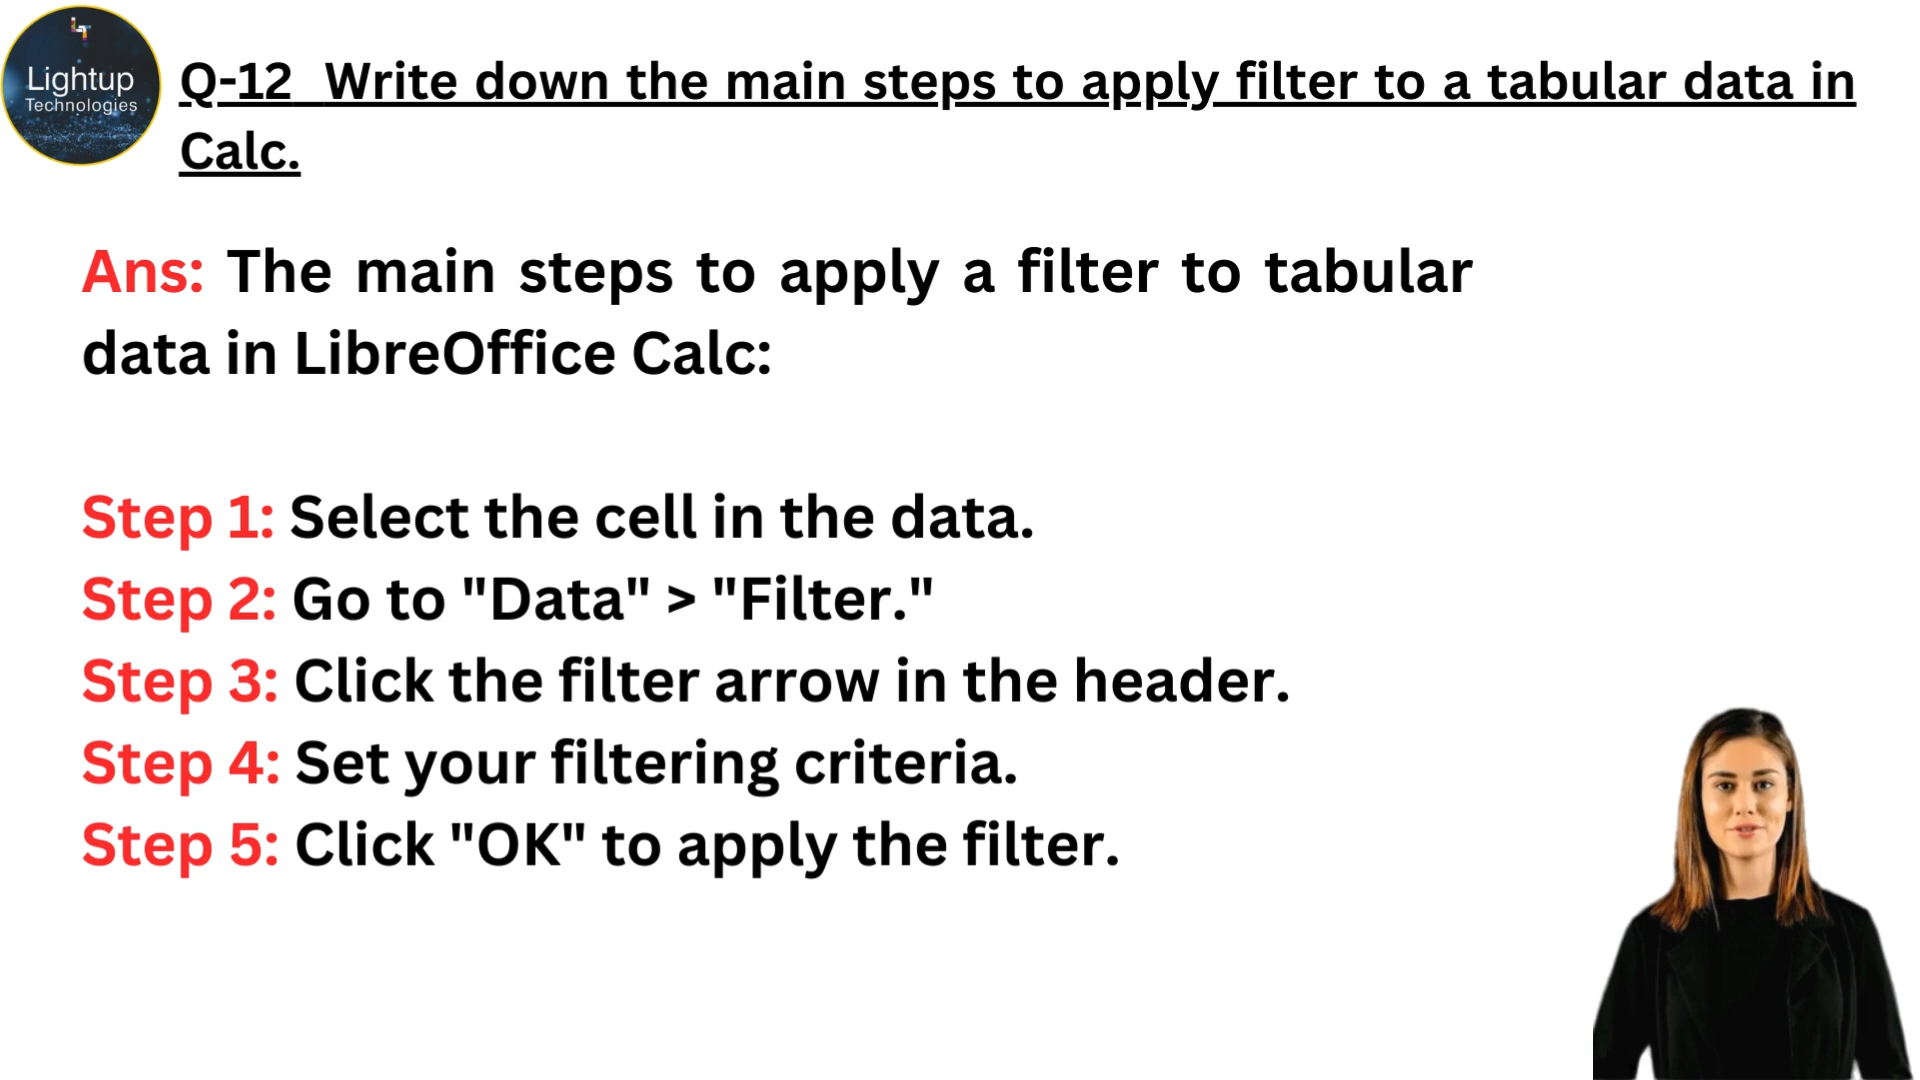 LT
Lightup
Technologies
Q-12 Write down the main steps to apply filter to a tabular data in
Calc.
Ans: The main steps to apply a filter to tabular
data in LibreOffice Calc:
Step 1: Select the cell in the data.
Step 2: Go to "Data" > "Filter."
Step 3: Click the filter arrow in the header.
Step 4: Set your filtering criteria.
Step 5: Click "OK" to apply the filter.